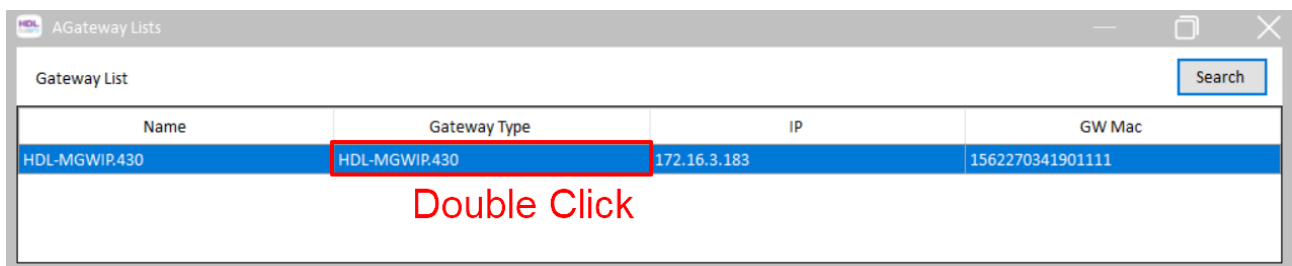 HDL
AGateway Lists
Gateway List
Search
Name
Gateway Type
IP
GW Mac
HDL-MGWIP.430
HDL-MGWIP.430
172.16.3.183
1562270341901111
Double Click